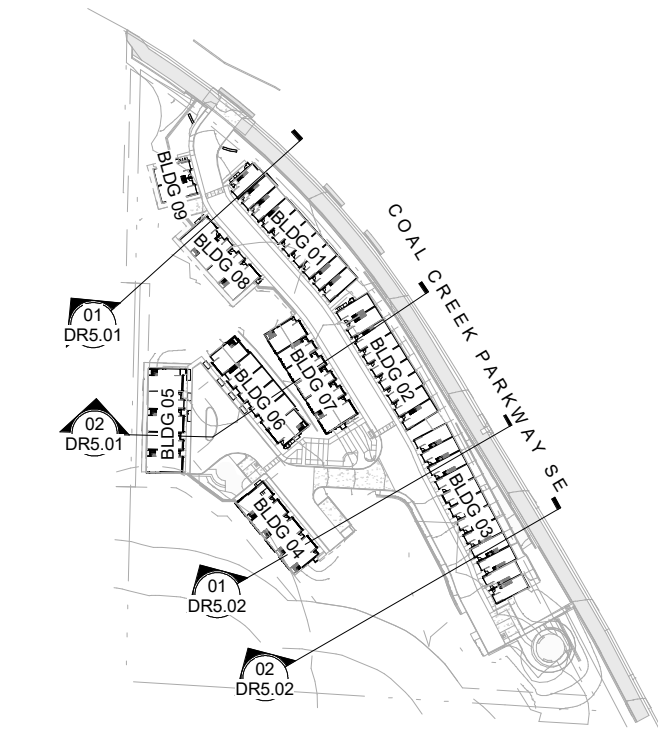 BLDG 09
BLDG 01
BLDG 08
COAL CREEK PARKWAY SE
01
DR5.01
BLDG 07
BLDG 02
BLDG 06
BLDG 05
02
DR5.01
BLDG 03
BLDG 04
01
DR5.02
02
DR5.02